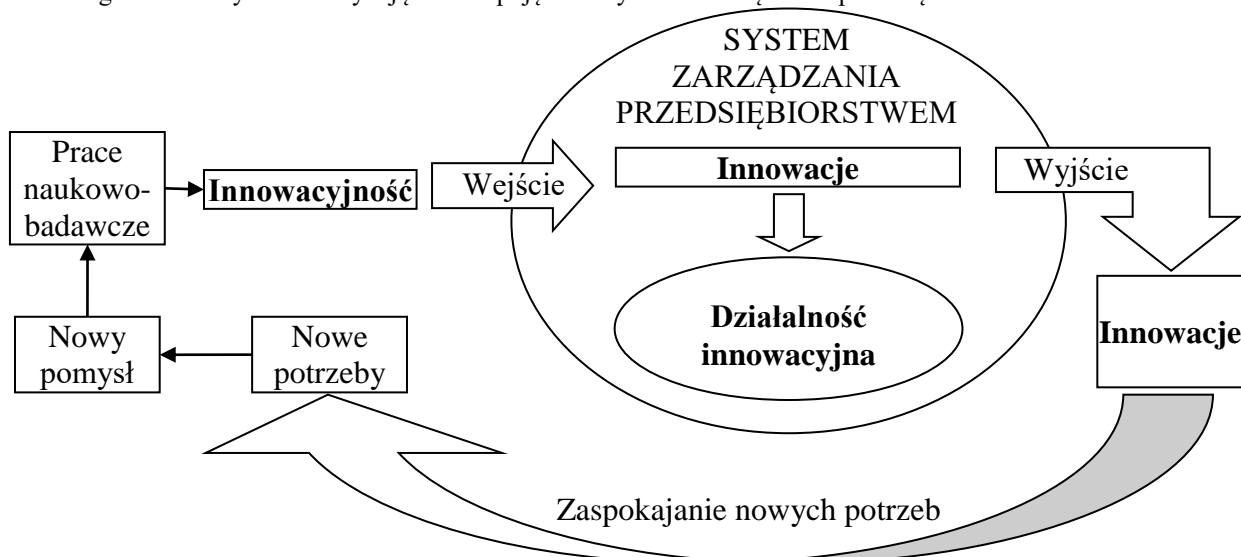 SYSTEM
ZARZĄDZANIA
PRZEDSIĘBIORSTWEM
Prace
naukowo-
badawcze
Innowacyjność
Wejście
Innowacje
Wyjście
Działalność
innowacyjna
Innowacje
Nowy
pomysł
Nowe
potrzeby
Zaspokajanie nowych potrzeb